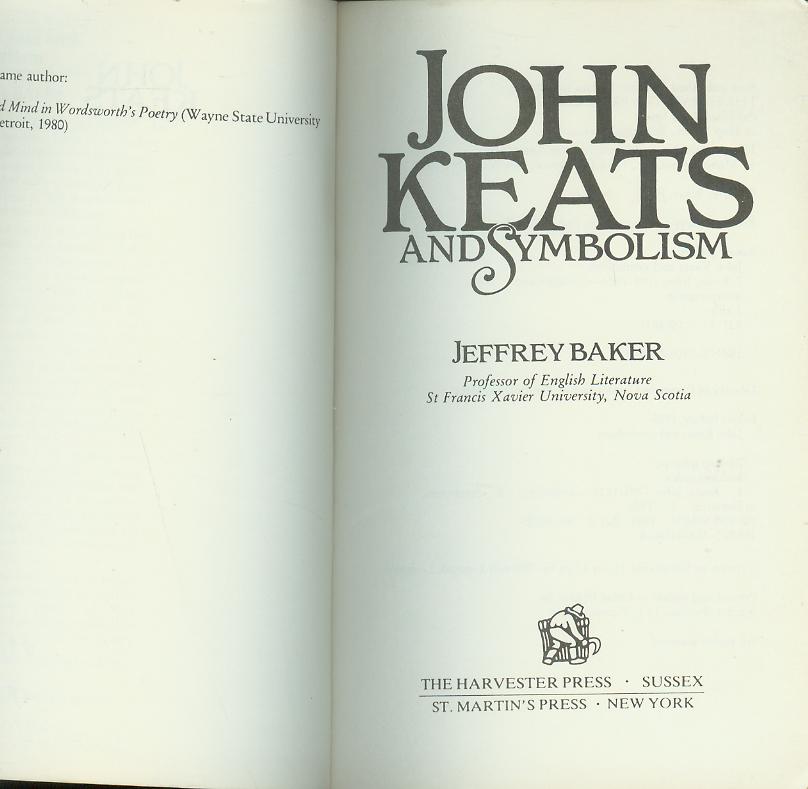 ame author:
d Mind in Wordsworth's Poetry (Wayne State University
etroit, 1980)
JOHN
KEATS
AND SYMBOLISM
JEFFREY BAKER
Professor of English Literature
St Francis Xavier University, Nova Scotia
THE HARVESTER PRESS · SUSSEX
ST. MARTIN'S PRESS · NEW YORK